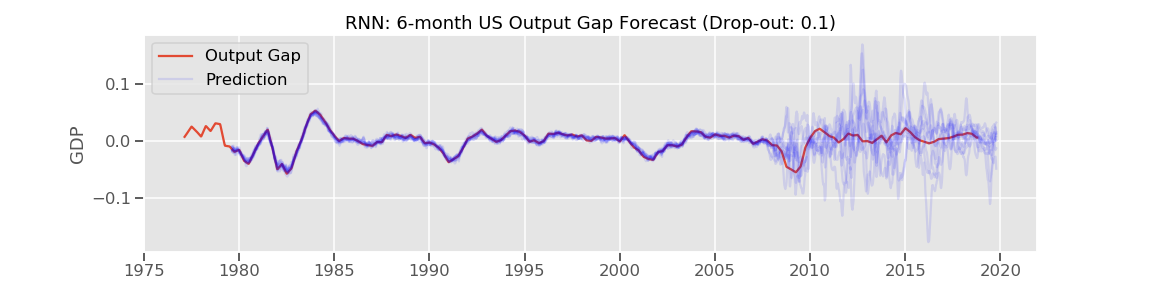 RNN: 6-month US Output Gap Forecast (Drop-out: 0.1)
Output Gap
Prediction
GDP
0.1
0.0
−0.1
1975 1980 1985 1990 1995 2000 2005 2010 2015 2020